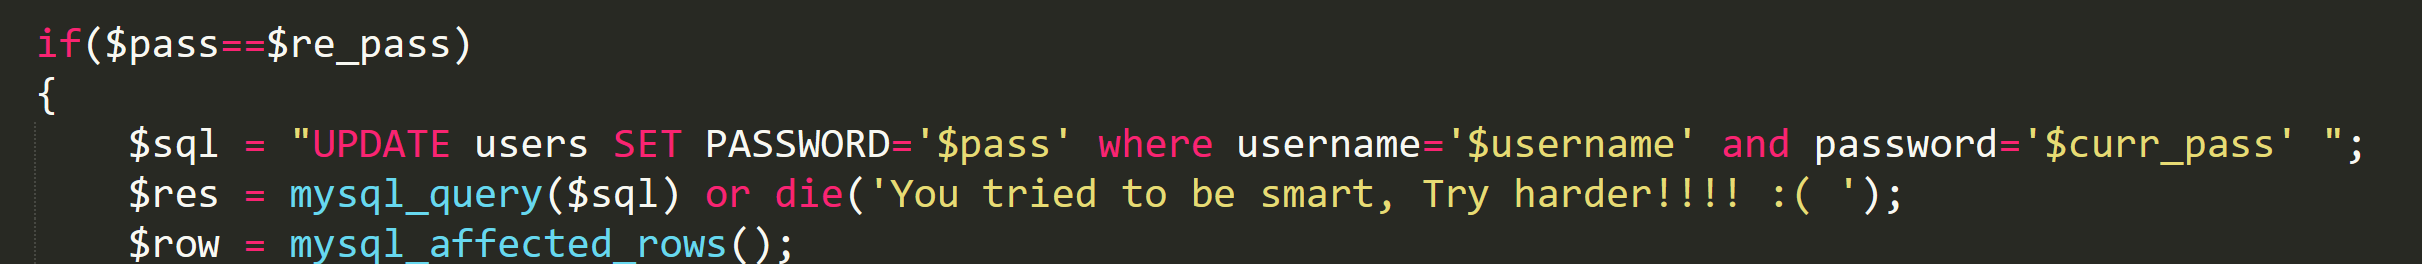 if($pass==$re_pass)
{
    $sql = "UPDATE users SET PASSWORD='$pass' where username='$username' and password='$curr_pass' ";
    $res = mysql_query($sql) or die('You tried to be smart, Try harder!!!! :( ');
    $row = mysql_affected_rows();